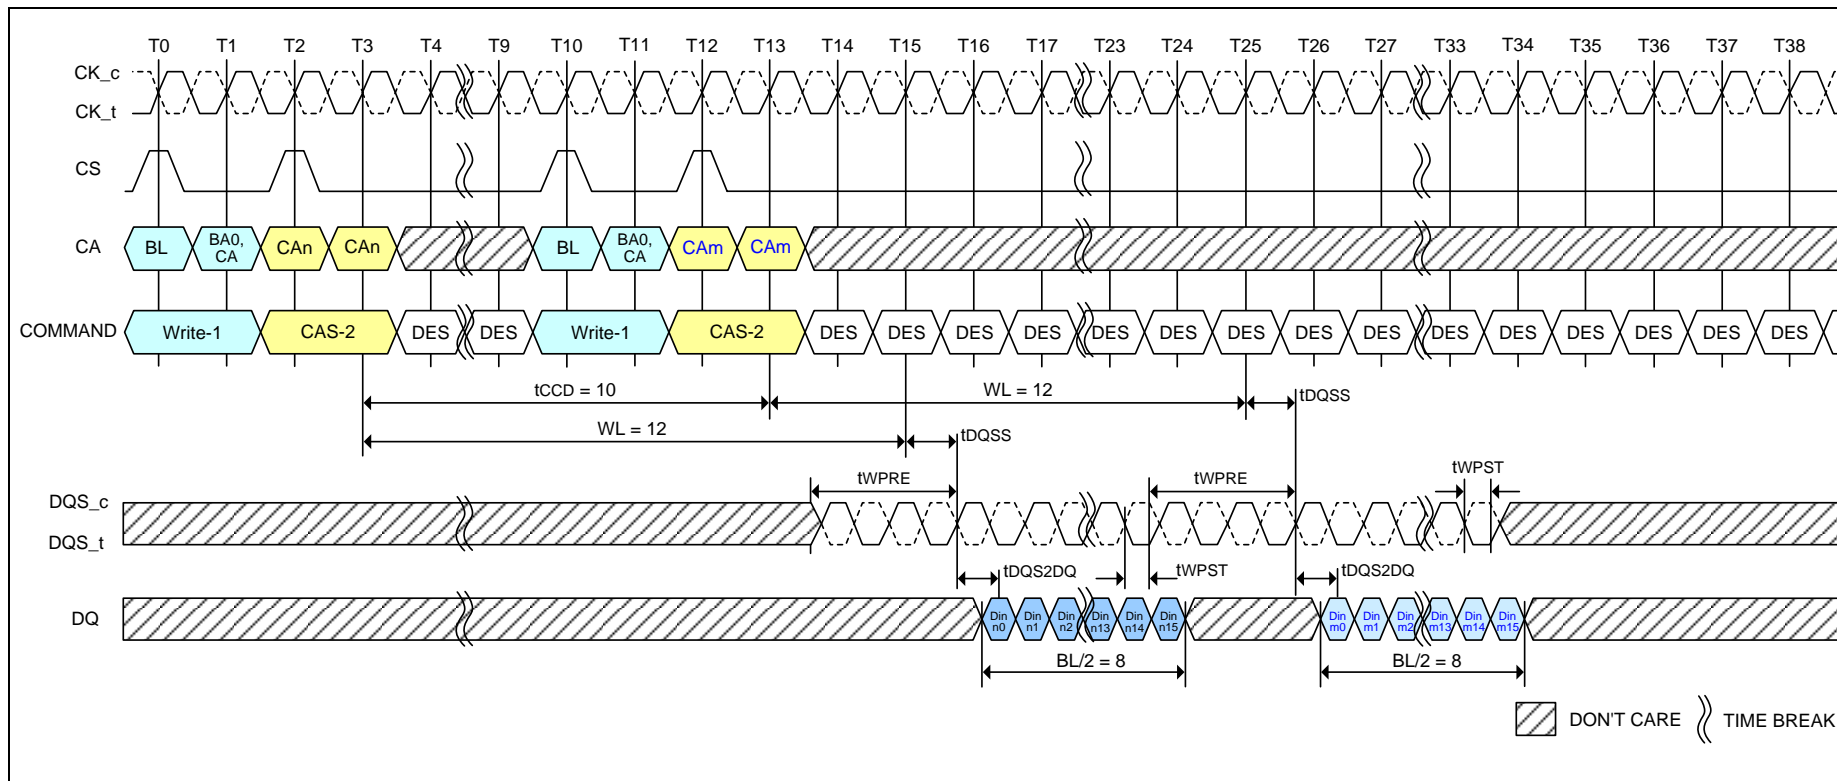 T0 T1 T2 T3 T4 T9 T10 T11 T12 T13 T14 T15 T16 T17 T23 T24 T25 T26 T27 T33 T34 T35 T36 T37 T38
CK_c
CK_t
CS
CA BL BA0, CA CAn CAn BL BA0, CA CAm CAm
COMMAND Write-1 CAS-2 DES DES Write-1 CAS-2 DES DES DES DES DES DES DES DES DES DES DES DES DES DES DES
tCCD = 10 WL = 12 tDQSS
WL = 12 tDQSS
tWPRE tWPRE tWPST
DQS_c
DQS_t
tDQS2DQ tWPST tDQS2DQ
DQ Din n0 Din n1 Din n2 Din n13 Din n14 Din n15 Din m0 Din m1 Din m2 Din m13 Din m14 Din m15
BL/2 = 8 BL/2 = 8
DON'T CARE TIME BREAK